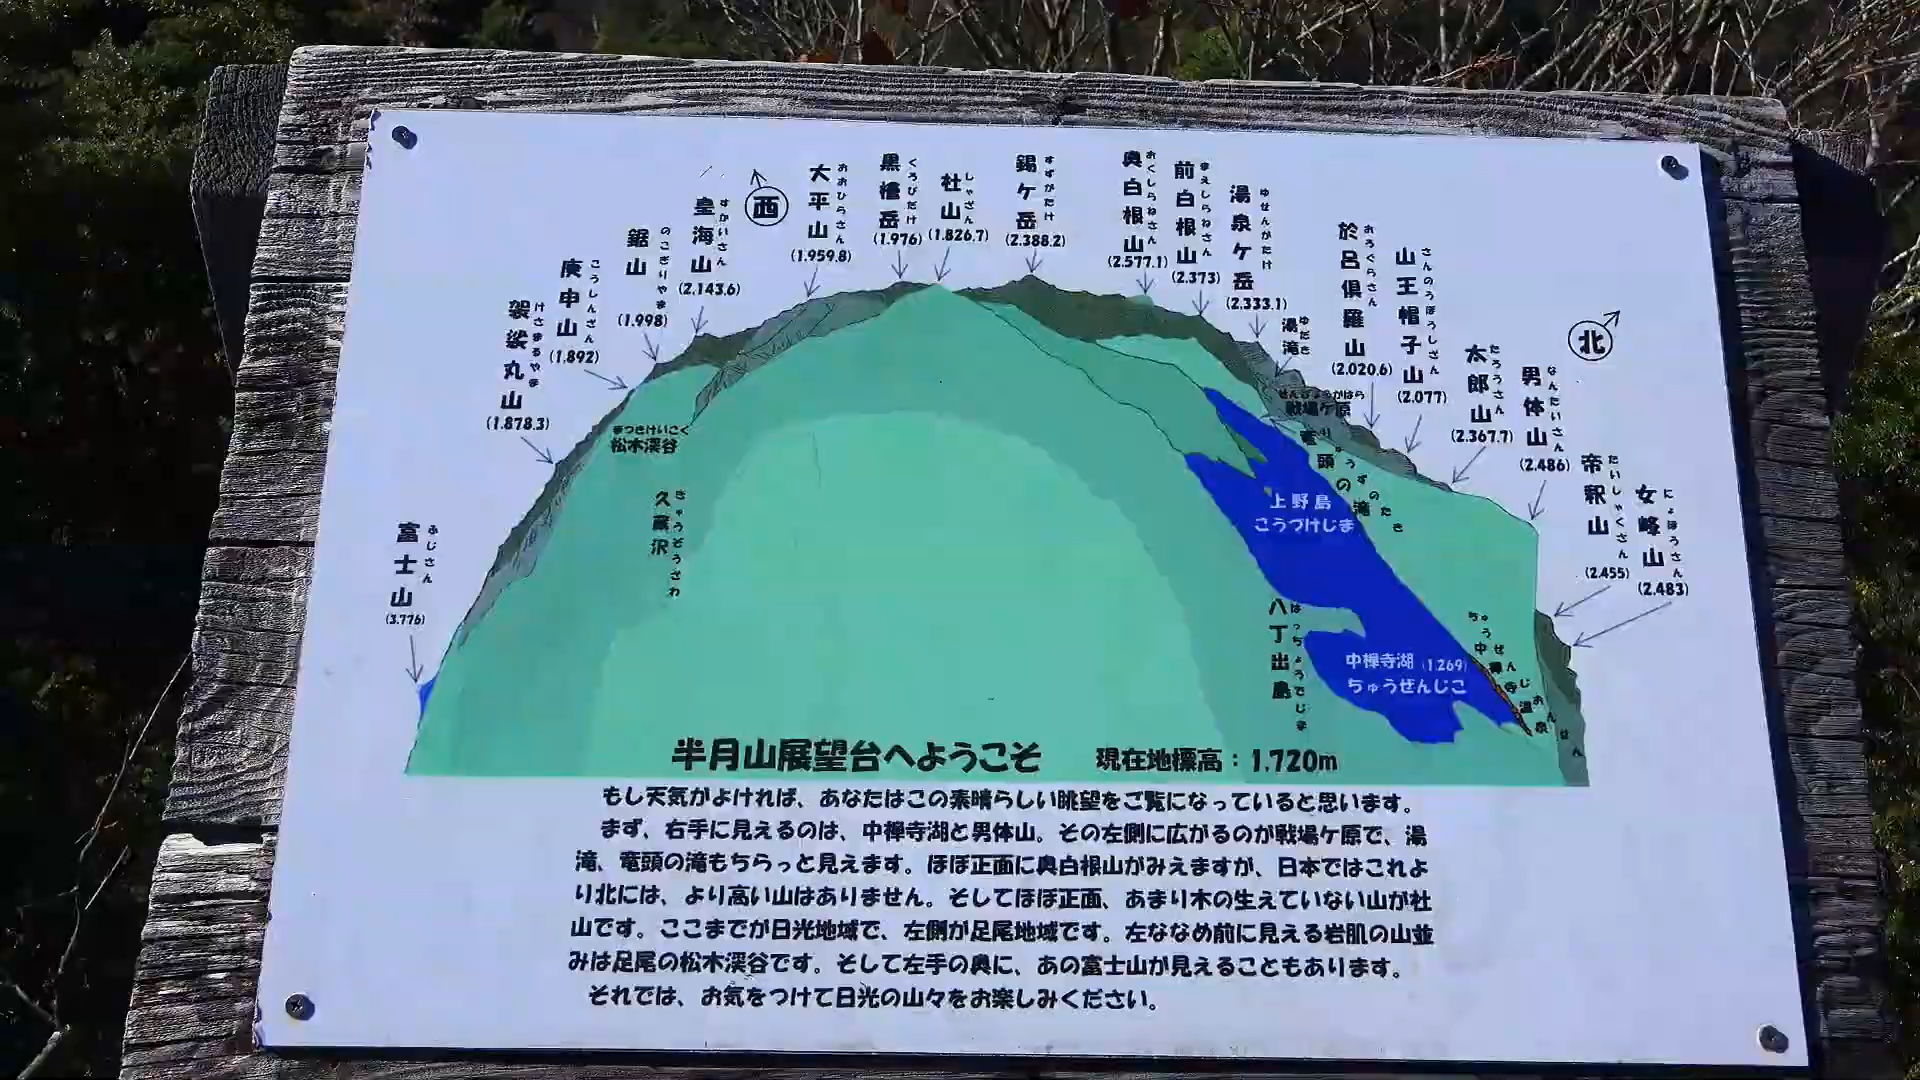 富士山
ふじさん
(3.776)
袈裟丸山
けさまるやま
(1.878.3)
庚申山
こうしんざん
(1.892)
鋸山
のこぎりやま
(1.998)
皇海山
すかいさん
(2.143.6)
西
大平山
おおひらさん
(1.959.8)
黒檜岳
くろびだけ
(1.976)
社山
しゃざん
(1.826.7)
錫ケ岳
すずがたけ
(2.388.2)
奥白根山
おくしらねさん
(2.577.1)
前白根山
まえしらねさん
(2.373)
湯泉ケ岳
ゆせんがたけ
(2.333.1)
湯滝
ゆだき
於呂倶羅山
おろぐらさん
(2.020.6)
山王帽子山
さんのうぼうしざん
(2.077)
太郎山
たろうさん
(2.367.7)
男体山
なんたいさん
(2.486)
北
帝釈山
たいしゃくさん
(2.455)
女峰山
にょほうさん
(2.483)
せんじょうがはら
戦場ケ原
竜頭の滝
りゅうずのたき
まつきけいこく
松木渓谷
久蔵沢
きゅうぞうざわ
上野島
こうづけじま
八丁出島
はっちょうでじま
中禅寺湖 (1.269)
ちゅうぜんじこ
中禅寺温泉
ちゅうぜんじおんせん
半月山展望台へようこそ 現在地標高：1.720m
もし天気がよければ、あなたはこの素晴らしい眺望をご覧になっていると思います。
まず、右手に見えるのは、中禅寺湖と男体山。その左側に広がるのが戦場ケ原で、湯
滝、竜頭の滝もちらっと見えます。ほぼ正面に奥白根山がみえますが、日本ではこれよ
り北には、より高い山はありません。そしてほぼ正面、あまり木の生えていない山が社
山です。ここまでが日光地域で、左側が足尾地域です。左ななめ前に見える岩肌の山並
みは足尾の松木渓谷です。そして左手の奥に、あの富士山が見えることもあります。
それでは、お気をつけて日光の山々をお楽しみください。